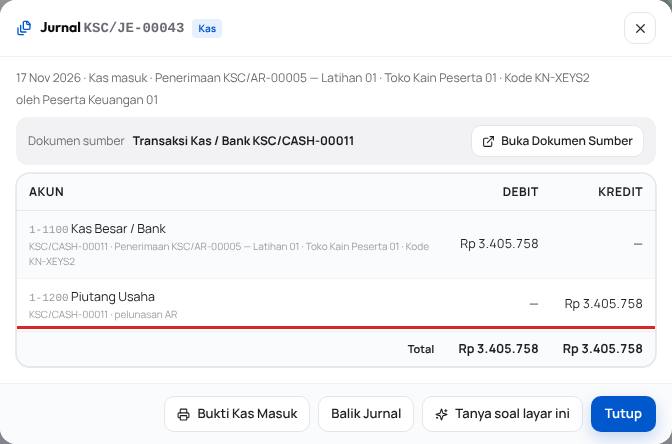 Jurnal KSC/JE-00043 Kas
17 Nov 2026 · Kas masuk · Penerimaan KSC/AR-00005 — Latihan 01 · Toko Kain Peserta 01 · Kode KN-XEYS2
oleh Peserta Keuangan 01
Dokumen sumber Transaksi Kas / Bank KSC/CASH-00011 Buka Dokumen Sumber
AKUN DEBIT KREDIT
1-1100 Kas Besar / Bank
KSC/CASH-00011 · Penerimaan KSC/AR-00005 — Latihan 01 · Toko Kain Peserta 01 · Kode
KN-XEYS2
Rp 3.405.758 —
1-1200 Piutang Usaha
KSC/CASH-00011 · pelunasan AR
— Rp 3.405.758
Total Rp 3.405.758 Rp 3.405.758
Bukti Kas Masuk Balik Jurnal Tanya soal layar ini Tutup